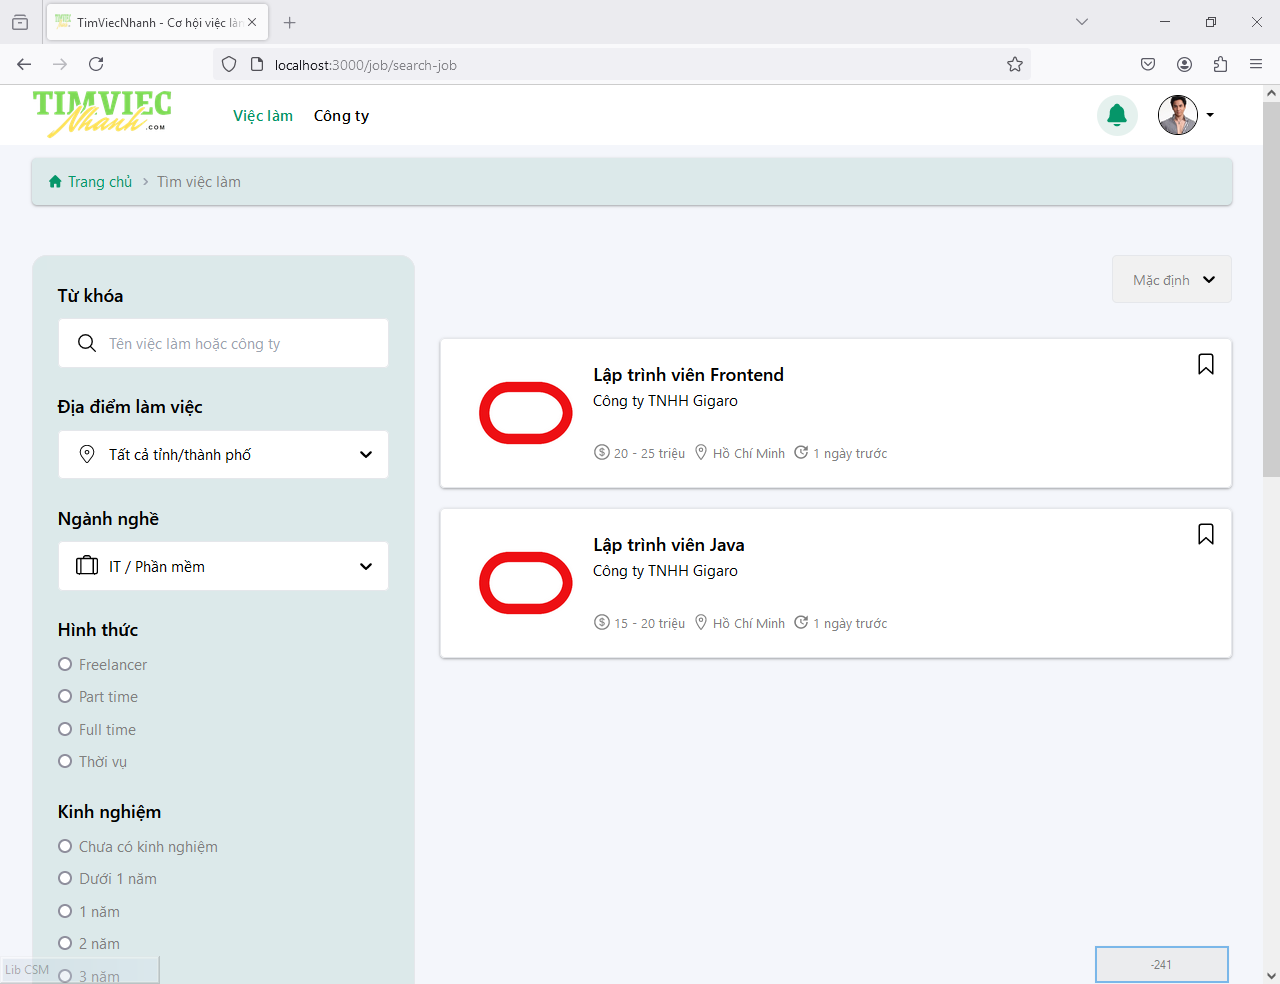 TimViecNhanh - Cơ hội việc làn
localhost:3000/job/search-job
TIMVIEC
Nhanh .COM
Việc làm
Công ty
Trang chủ
Tìm việc làm
Từ khóa
Tên việc làm hoặc công ty
Địa điểm làm việc
Tất cả tỉnh/thành phố
Ngành nghề
IT / Phần mềm
Hình thức
Freelancer
Part time
Full time
Thời vụ
Kinh nghiệm
Chưa có kinh nghiệm
Dưới 1 năm
1 năm
2 năm
3 năm
Lib CSM
Mặc định
Lập trình viên Frontend
Công ty TNHH Gigaro
20 - 25 triệu Hồ Chí Minh 1 ngày trước
Lập trình viên Java
Công ty TNHH Gigaro
15 - 20 triệu Hồ Chí Minh 1 ngày trước
-241